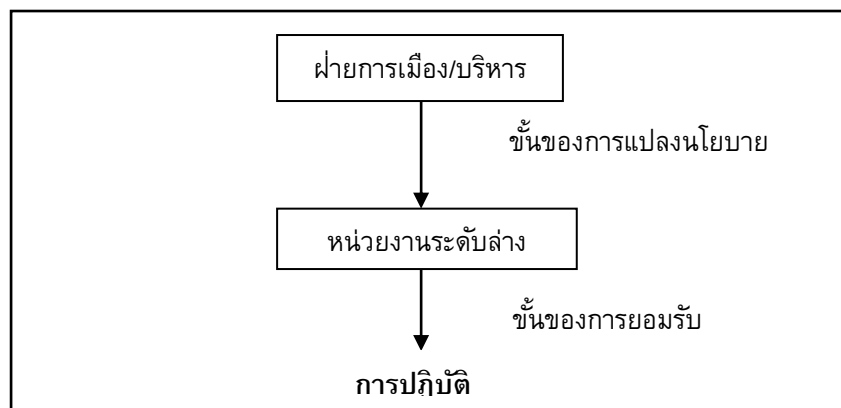 ฝ่ายการเมือง/บริหาร
ขั้นของการแปลงนโยบาย
หน่วยงานระดับล่าง
ขั้นของการยอมรับ
การปฏิบัติ